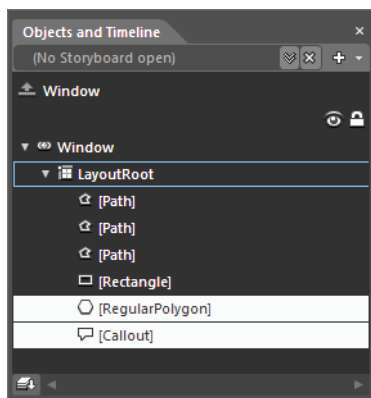 Objects and Timeline
(No Storyboard open)
Window
Window
LayoutRoot
[Path]
[Path]
[Path]
[Rectangle]
[RegularPolygon]
[Callout]